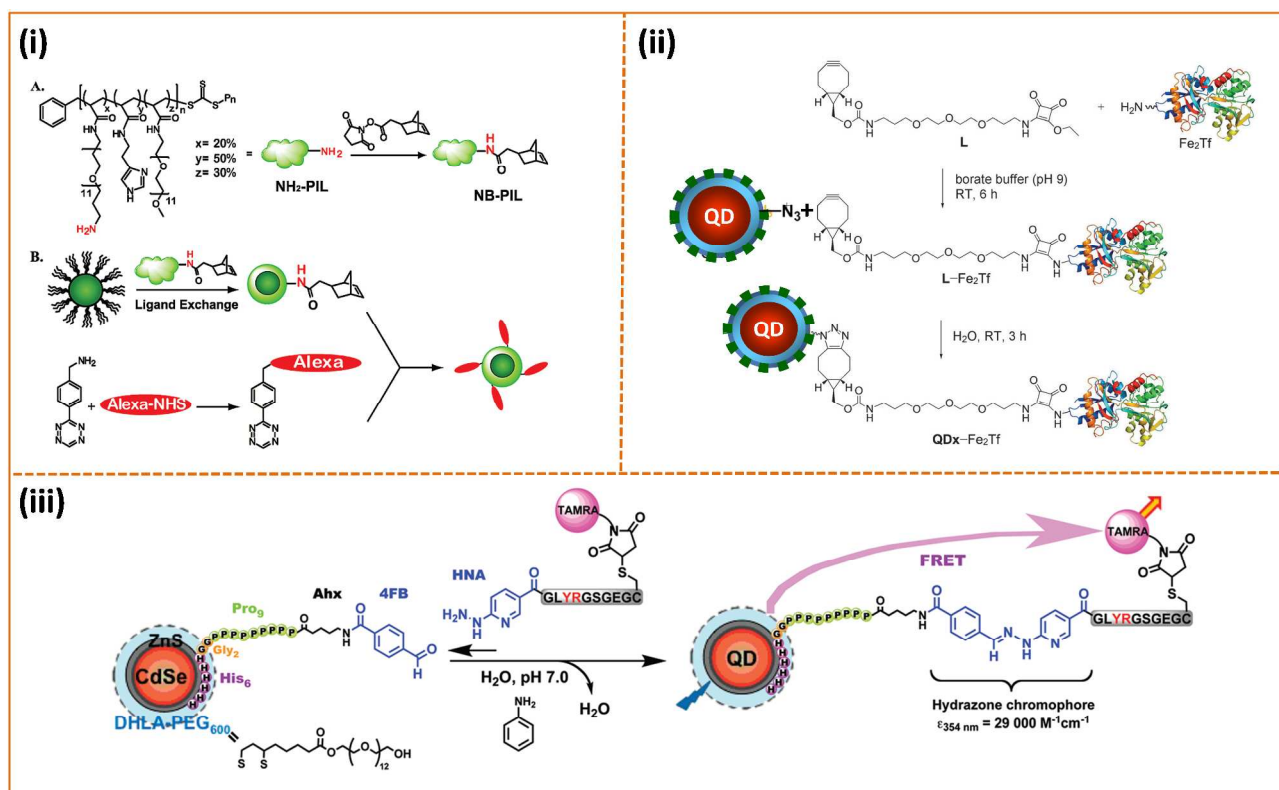 (i)
A.
x
y
z
n
Pn
x= 20%
y= 50%
z= 30%
=
NH₂-PIL
NB-PIL
11
11
H₂N
B.
Ligand Exchange
NH₂
+
Alexa-NHS
Alexa
(ii)
L
+
H₂N
Fe₂Tf
borate buffer (pH 9)
RT, 6 h
QD
N₃+
L–Fe₂Tf
QD
H₂O, RT, 3 h
QDx–Fe₂Tf
(iii)
TAMRA
HNA
GLYRGSGEGC
Pro₉
Ahx
4FB
ZnS
CdSe
GGPPPPPPPPP
Gly₂
HHHHHH
His₆
DHLA-PEG₆₀₀
12
OH
H₂O, pH 7.0
NH₂
H₂O
FRET
TAMRA
QD
GLYRGSGEGC
Hydrazone chromophore
ε₃₅₄ ₙₘ = 29 000 M⁻¹cm⁻¹